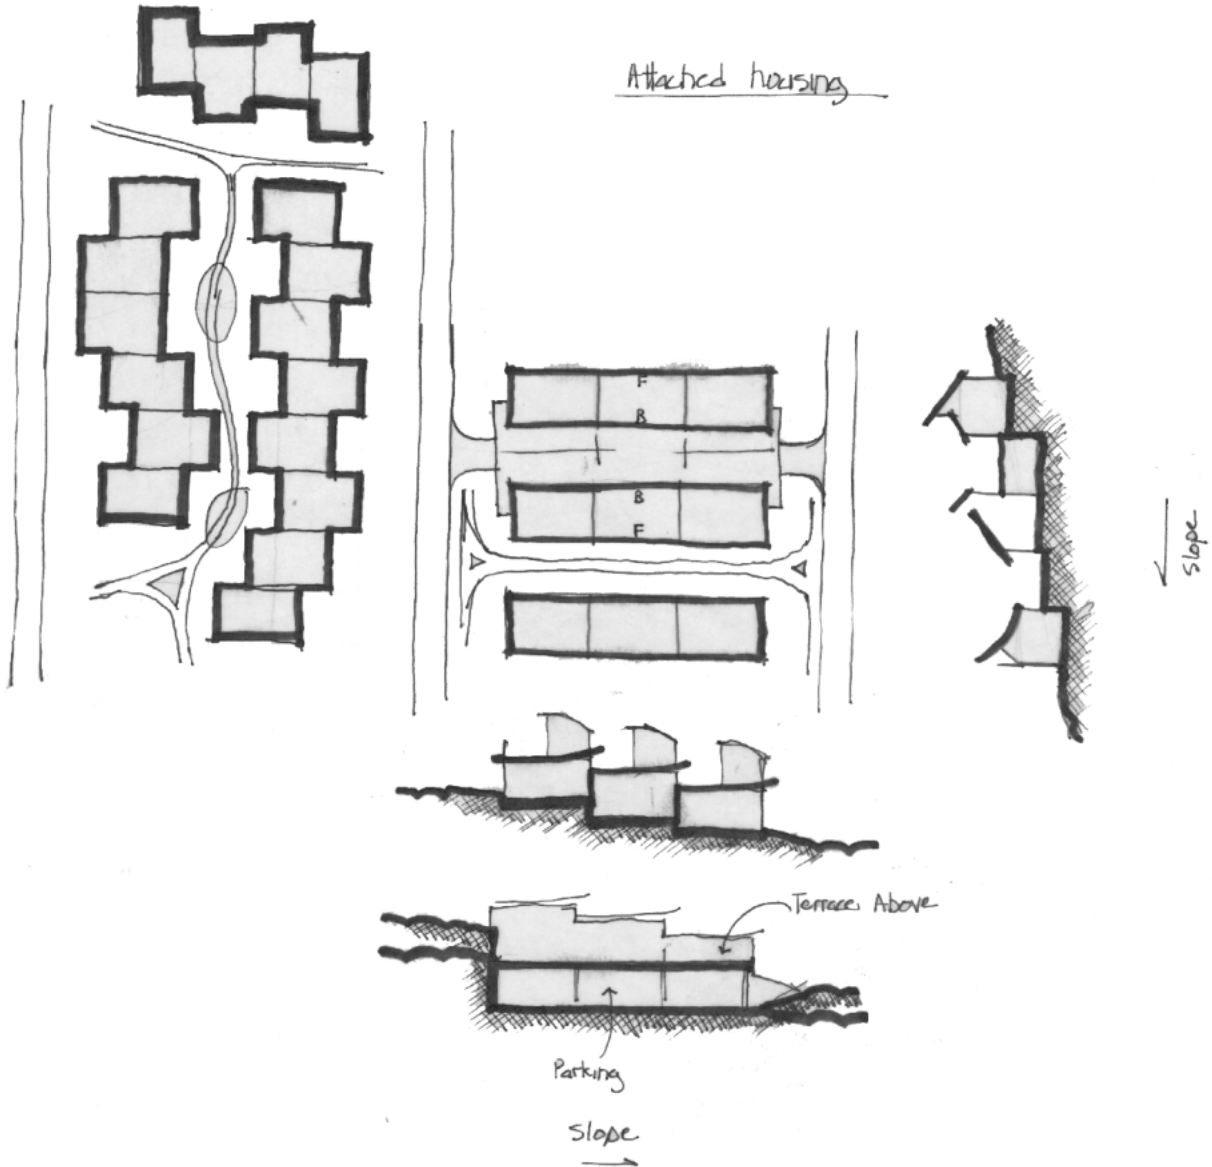 Attached housing
F
B
B
F
Slope
Terrace Above
Parking
Slope